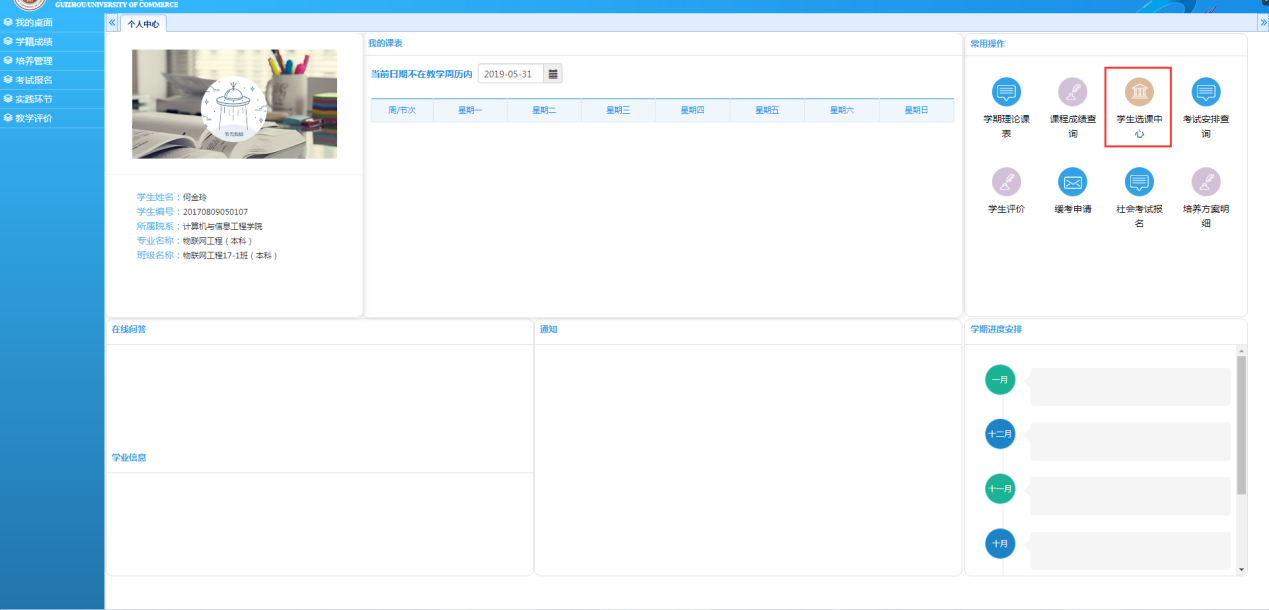 GUIZHOU UNIVERSITY OF COMMERCE
我的桌面
学籍成绩
培养管理
考试报名
实践环节
教学评价
个人中心
暂无照片
学生姓名：何金玲
学生编号：20170809050107
所属院系：计算机与信息工程学院
专业名称：物联网工程（本科）
班级名称：物联网工程17-1班（本科）
我的课表
当前日期不在教学周历内 2019-05-31
周/节次 星期一 星期二 星期三 星期四 星期五 星期六 星期日
常用操作
学期理论课
表
课程成绩查
询
学生选课中
心
考试安排查
询
学生评价
缓考申请
社会考试报
名
培养方案明
细
在线问答
学业信息
通知
学期进度安排
一月
十二月
十一月
十月